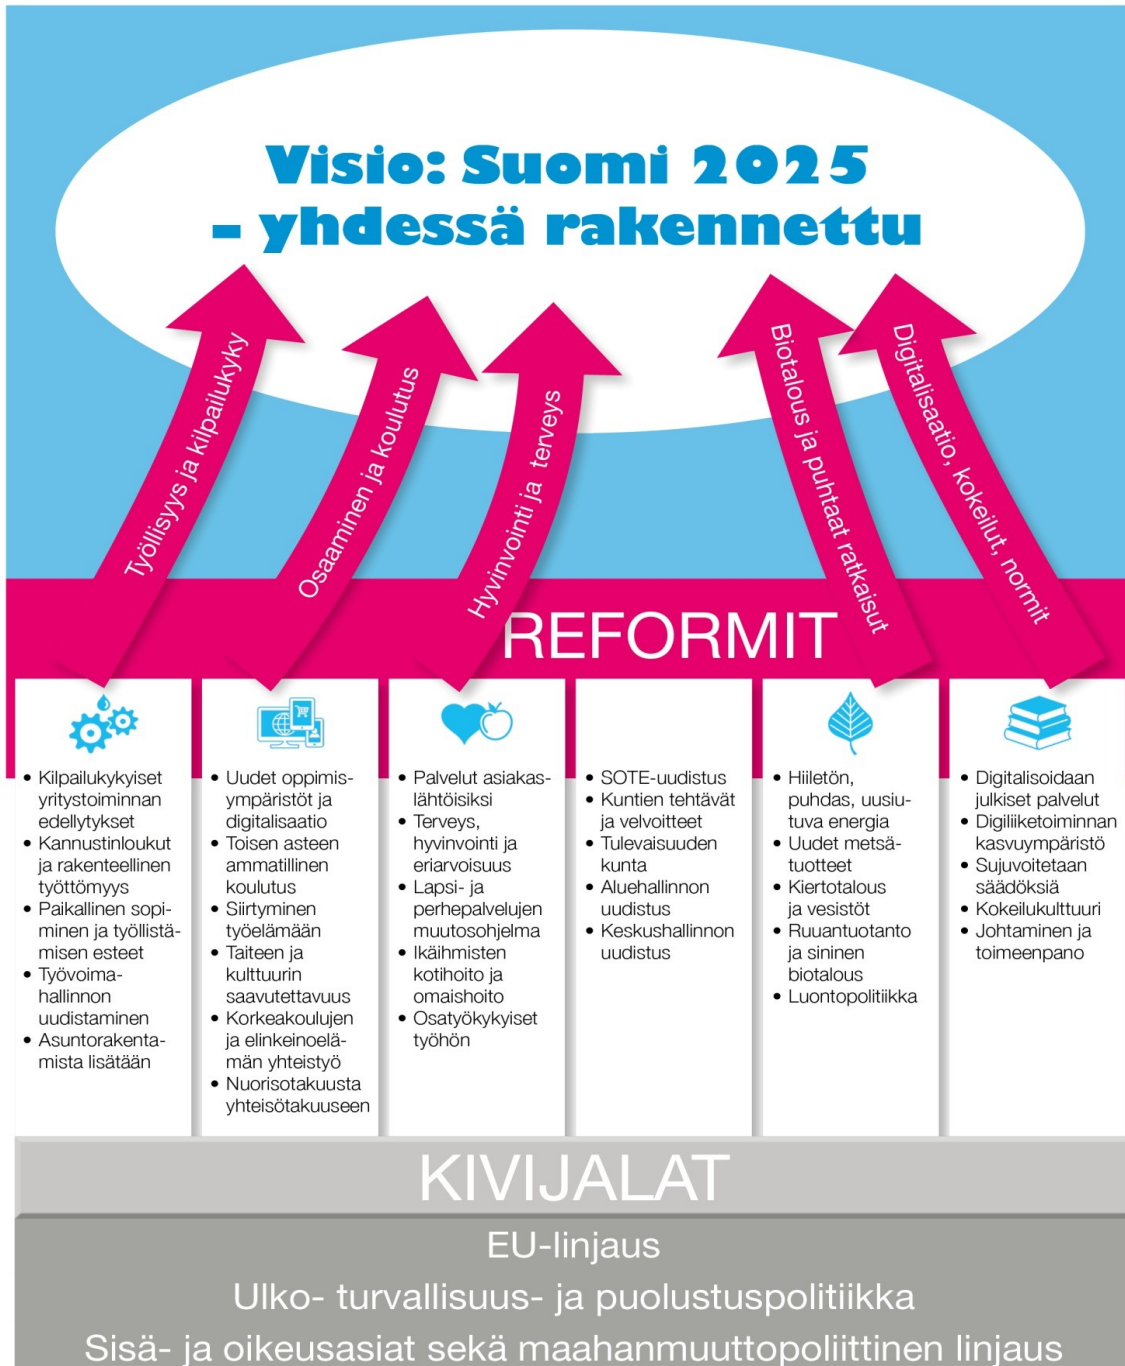 Visio: Suomi 2025
– yhdessä rakennettu
Työllisyys ja kilpailukyky
Osaaminen ja koulutus
Hyvinvointi ja terveys
Biotalous ja puhtaat ratkaisut
Digitalisaatio, kokeilut, normit
REFORMIT
• Kilpailukykyiset
yritystoiminnan
edellytykset
• Kannustinloukut
ja rakenteellinen
työttömyys
• Paikallinen sopi-
minen ja työllistä-
misen esteet
• Työvoima-
hallinnon
uudistaminen
• Asuntorakenta-
mista lisätään
• Uudet oppimis-
ympäristöt ja
digitalisaatio
• Toisen asteen
ammatillinen
koulutus
• Siirtyminen
työelämään
• Taiteen ja
kulttuurin
saavutettavuus
• Korkeakoulujen
ja elinkeinoelä-
män yhteistyö
• Nuorisotakuusta
yhteisötakuuseen
• Palvelut asiakas-
lähtöisiksi
• Terveys,
hyvinvointi ja
eriarvoisuus
• Lapsi- ja
perhepalvelujen
muutosohjelma
• Ikäihmisten
kotihoito ja
omaishoito
• Osatyökykyiset
työhön
• SOTE-uudistus
• Kuntien tehtävät
ja velvoitteet
• Tulevaisuuden
kunta
• Aluehallinnon
uudistus
• Keskushallinnon
uudistus
• Hiiletön,
puhdas, uusiu-
tuva energia
• Uudet metsä-
tuotteet
• Kiertotalous
ja vesistöt
• Ruuantuotanto
ja sininen
biotalous
• Luontopolitiikka
• Digitalisoidaan
julkiset palvelut
• Digiliiketoiminnan
kasvuympäristö
• Sujuvoitetaan
säädöksiä
• Kokeilukulttuuri
• Johtaminen ja
toimeenpano
KIVIJALAT
EU-linjaus
Ulko- turvallisuus- ja puolustuspolitiikka
Sisä- ja oikeusasiat sekä maahanmuuttopoliittinen linjaus